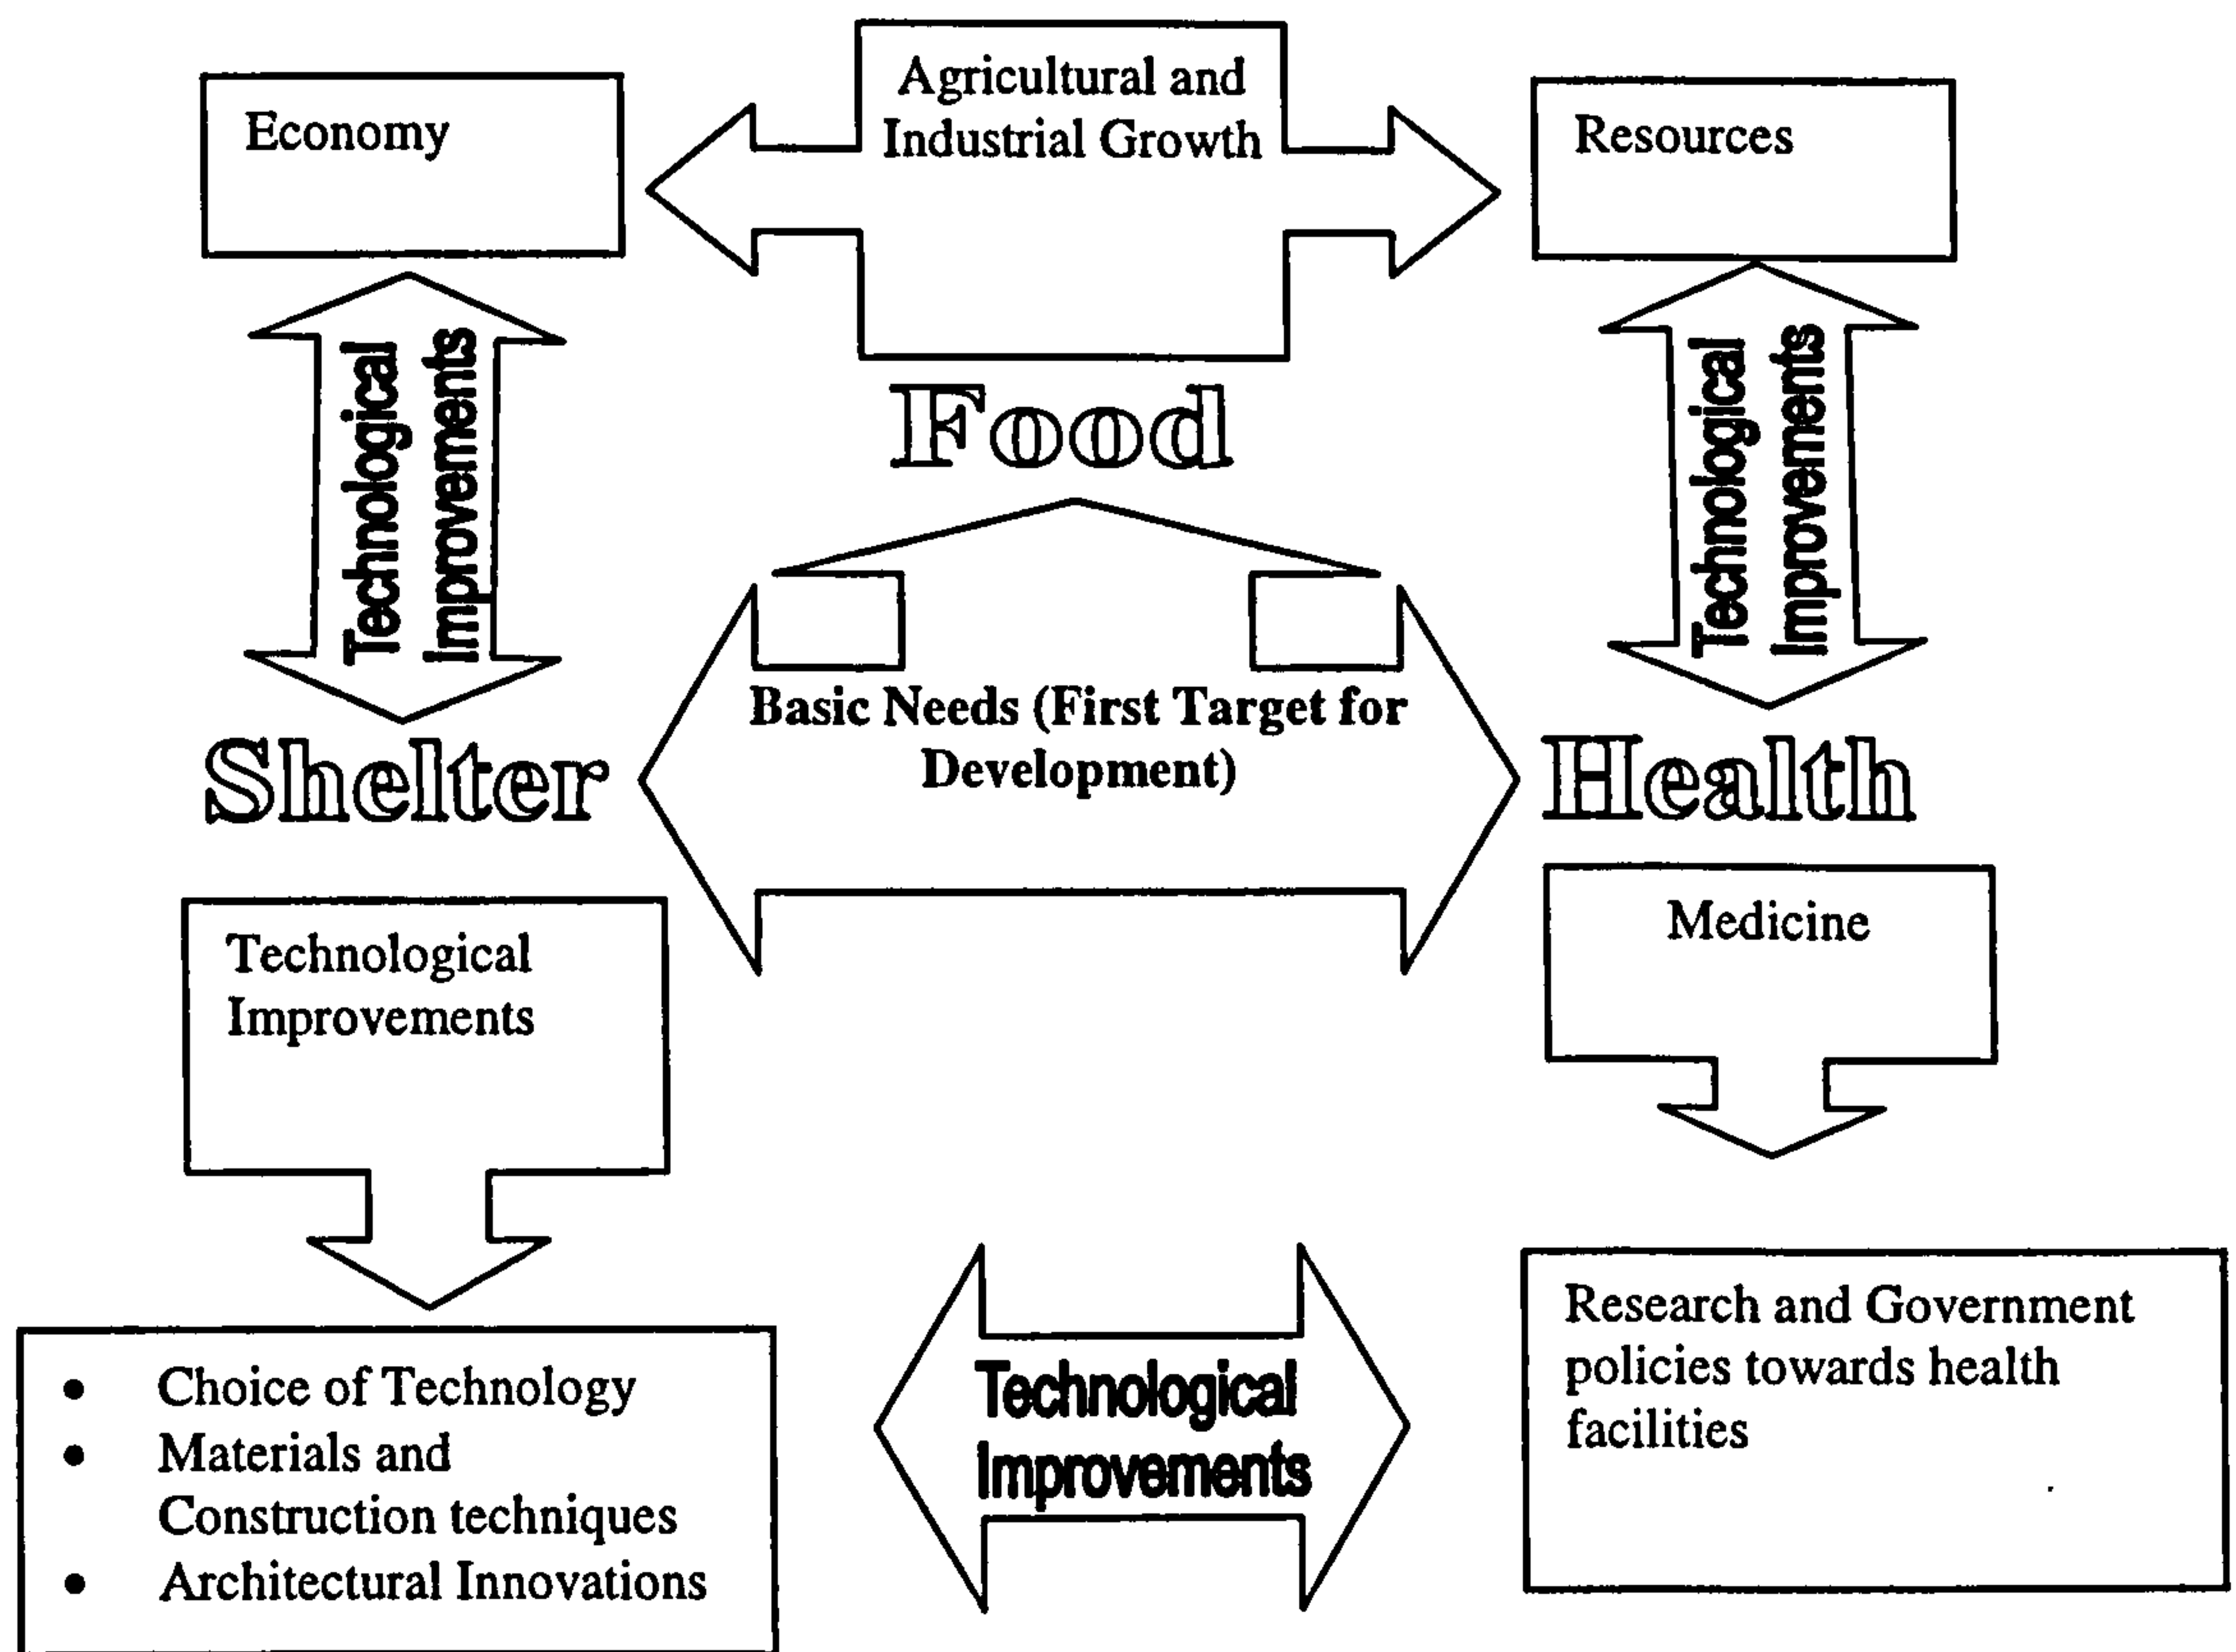 Agricultural and
Industrial Growth
Economy
Resources
Technological
Improvements
Technological
Improvements
Food
Basic Needs (First Target for
Development)
Shelter
Health
Technological
Improvements
Medicine
• Choice of Technology
• Materials and
Construction techniques
• Architectural Innovations
Technological
Improvements
Research and Government
policies towards health
facilities